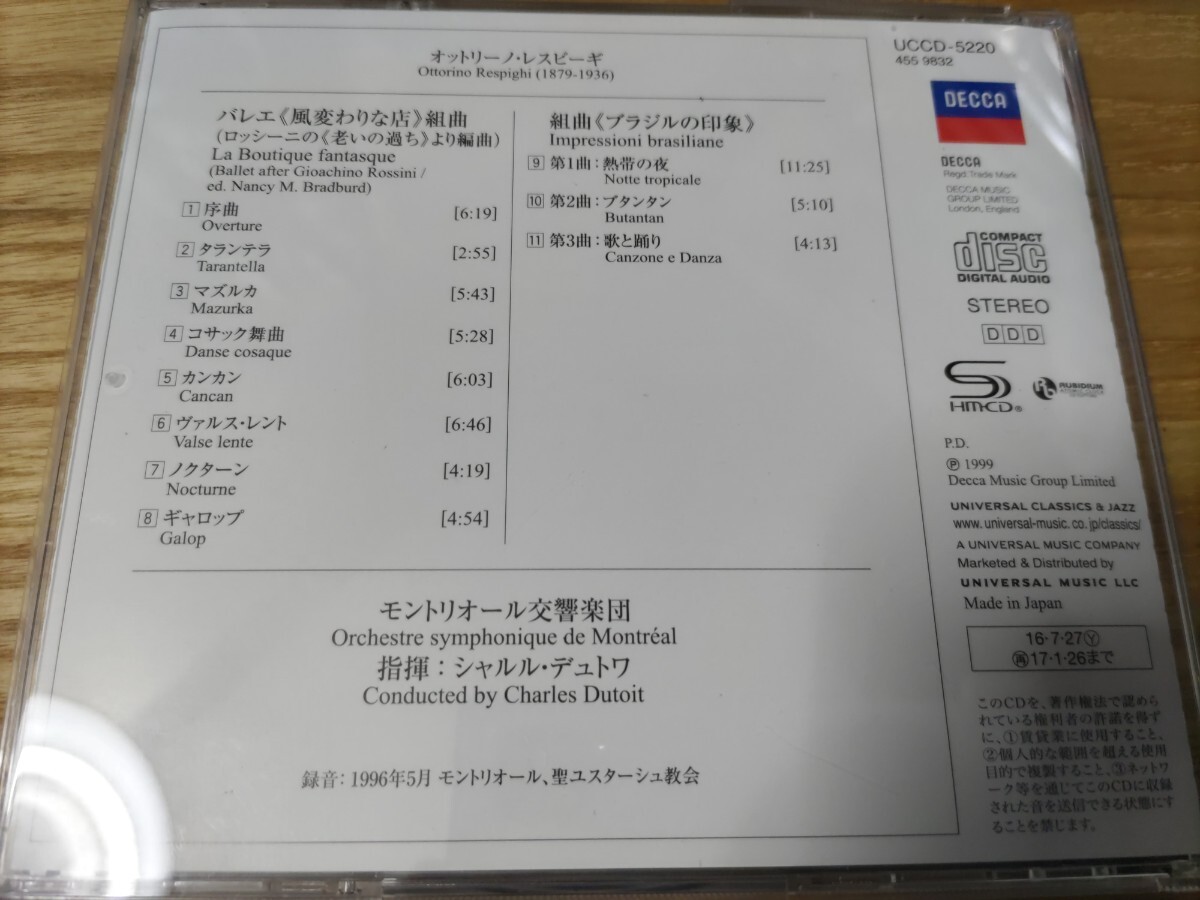 オットリーノ・レスピーギ
Ottorino Respighi (1879-1936)
バレエ《風変わりな店》組曲
(ロッシーニの《老いの過ち》より編曲)
La Boutique fantasque
(Ballet after Gioachino Rossini /
ed. Nancy M. Bradburd)
1 序曲 [6:19]
Overture
2 タランテラ [2:55]
Tarantella
3 マズルカ [5:43]
Mazurka
4 コサック舞曲 [5:28]
Danse cosaque
5 カンカン [6:03]
Cancan
6 ヴァルス・レント [6:46]
Valse lente
7 ノクターン [4:19]
Nocturne
8 ギャロップ [4:54]
Galop
組曲《ブラジルの印象》
Impressioni brasiliane
9 第1曲:熱帯の夜 [11:25]
Notte tropicale
10 第2曲:ブタンタン [5:10]
Butantan
11 第3曲:歌と踊り [4:13]
Canzone e Danza
モントリオール交響楽団
Orchestre symphonique de Montréal
指揮:シャルル・デュトワ
Conducted by Charles Dutoit
録音:1996年5月 モントリオール、聖ユスターシュ教会
UCCD-5220
455 9832
DECCA
DECCA
Regd. Trade Mark
DECCA MUSIC
GROUP LIMITED
London, England
COMPACT
disc
DIGITAL AUDIO
STEREO
DDD
SHM-CD®
Rb RUBIDIUM
P.D.
Ⓟ 1999
Decca Music Group Limited
UNIVERSAL CLASSICS & JAZZ
www.universal-music.co.jp/classics/
A UNIVERSAL MUSIC COMPANY
Marketed & Distributed by
UNIVERSAL MUSIC LLC
Made in Japan
16・7・27Ⓨ
㊢17・1・26まで
このCDを、著作権法で認めら
れている権利者の許諾を得ず
に、①賃貸業に使用すること、
②個人的な範囲を超える使用
目的で複製すること、③ネットワ
ーク等を通じてこのCDに収録
された音を送信できる状態にす
ることを禁じます。